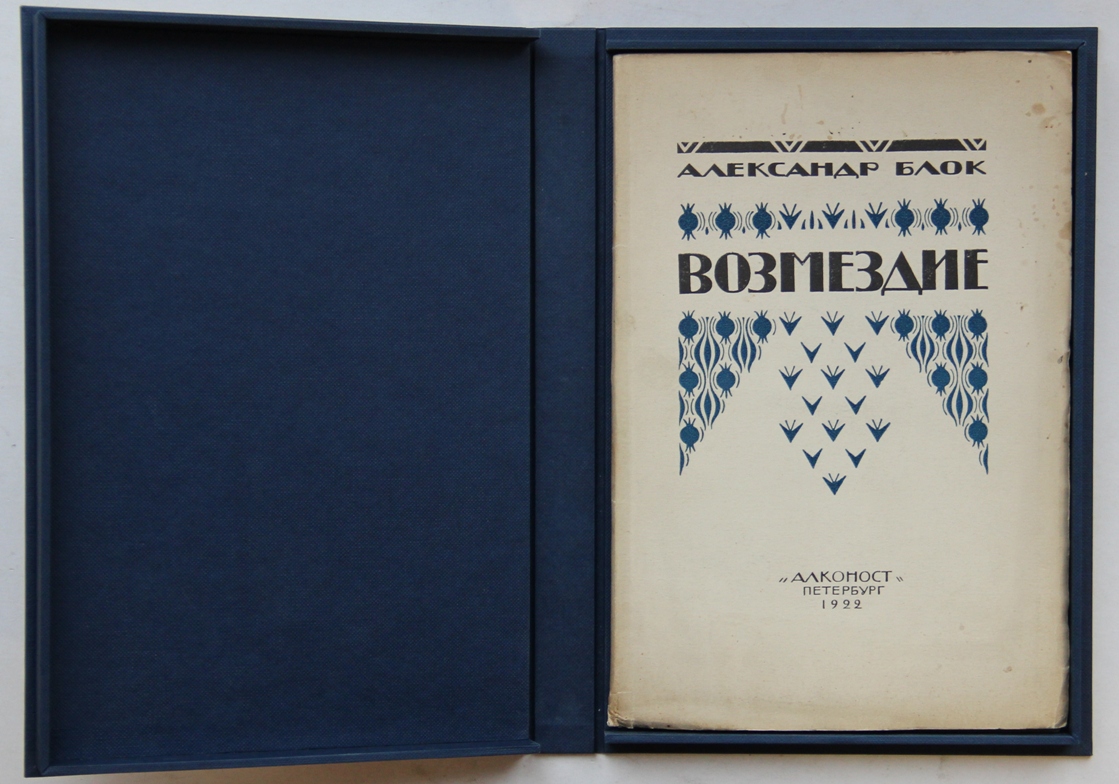 АЛЕКСАНДР БЛОК
ВОЗМЕЗДИЕ
„АЛКОНОСТ„
ПЕТЕРБУРГ
1922